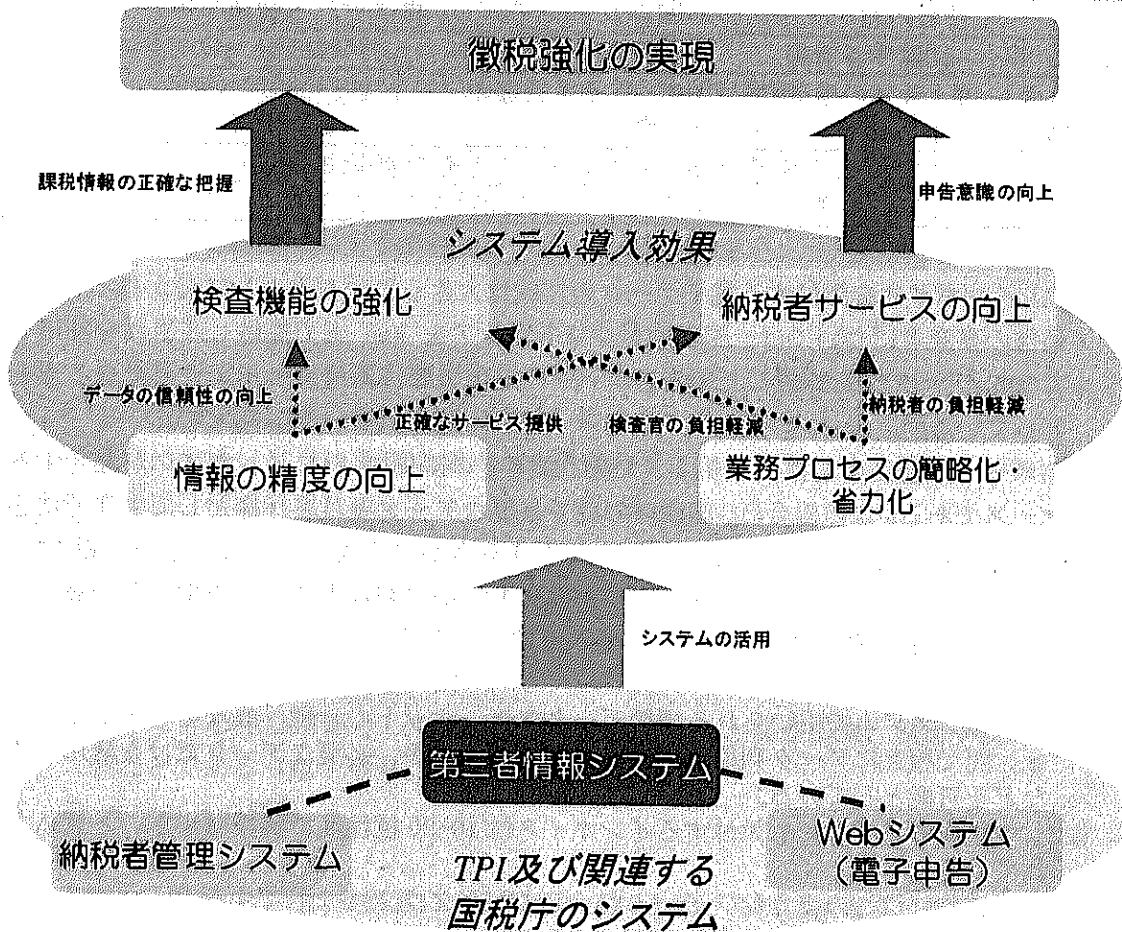 徴税強化の実現
課税情報の正確な把握
申告意識の向上
システム導入効果
検査機能の強化
納税者サービスの向上
データの信頼性の向上
正確なサービス提供
検査官の負担軽減
納税者の負担軽減
情報の精度の向上
業務プロセスの簡略化・
省力化
システムの活用
第三者情報システム
納税者管理システム
Webシステム
（電子申告）
TPI及び関連する
国税庁のシステム